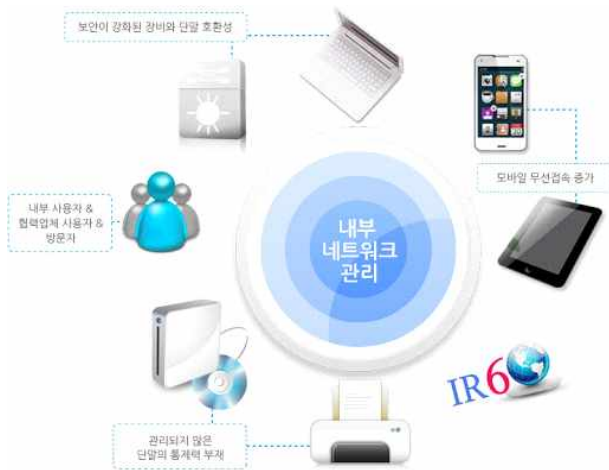 보안이 강화된 장비와 단말 호환성
모바일 무선접속 증가
내부 사용자 &
협력업체 사용자 &
방문자
내부
네트워크
관리
IR6
관리되지 않은
단말의 통제력 부재